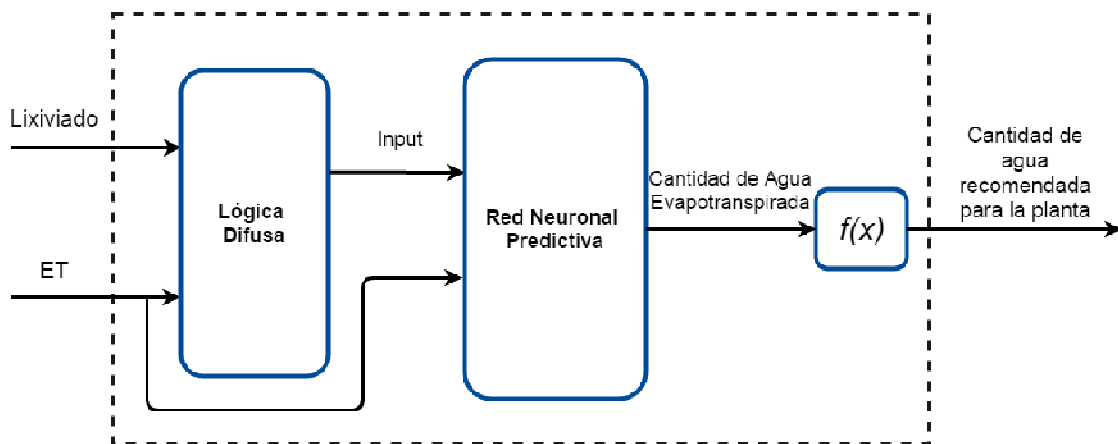 Lixiviado
ET
Lógica
Difusa
Input
Red Neuronal
Predictiva
Cantidad de Agua
Evapotranspirada
f(x)
Cantidad de
agua
recomendada
para la planta